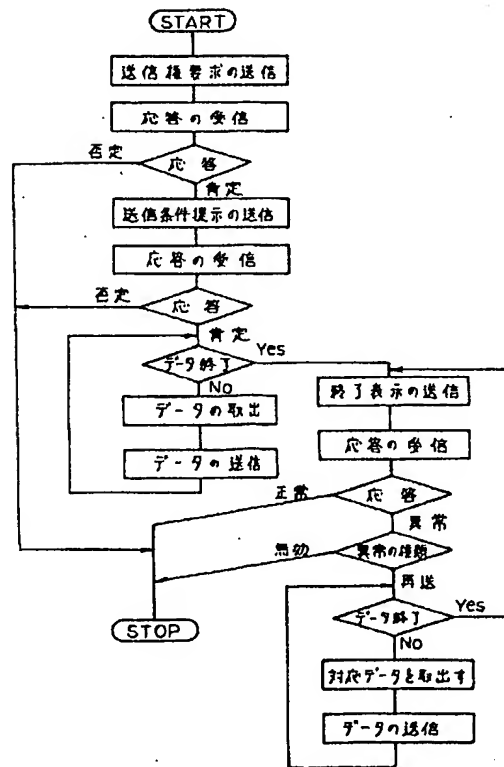 START
送信権要求の送信
応答の受信
否定
応答
肯定
送信条件提示の送信
応答の受信
否定
応答
肯定
データ終了
Yes
No
終了表示の送信
データの取出
応答の受信
データの送信
正常
応答
異常
無効
異常の種類
再送
STOP
データ終了
Yes
No
対応データを取出す
データの送信